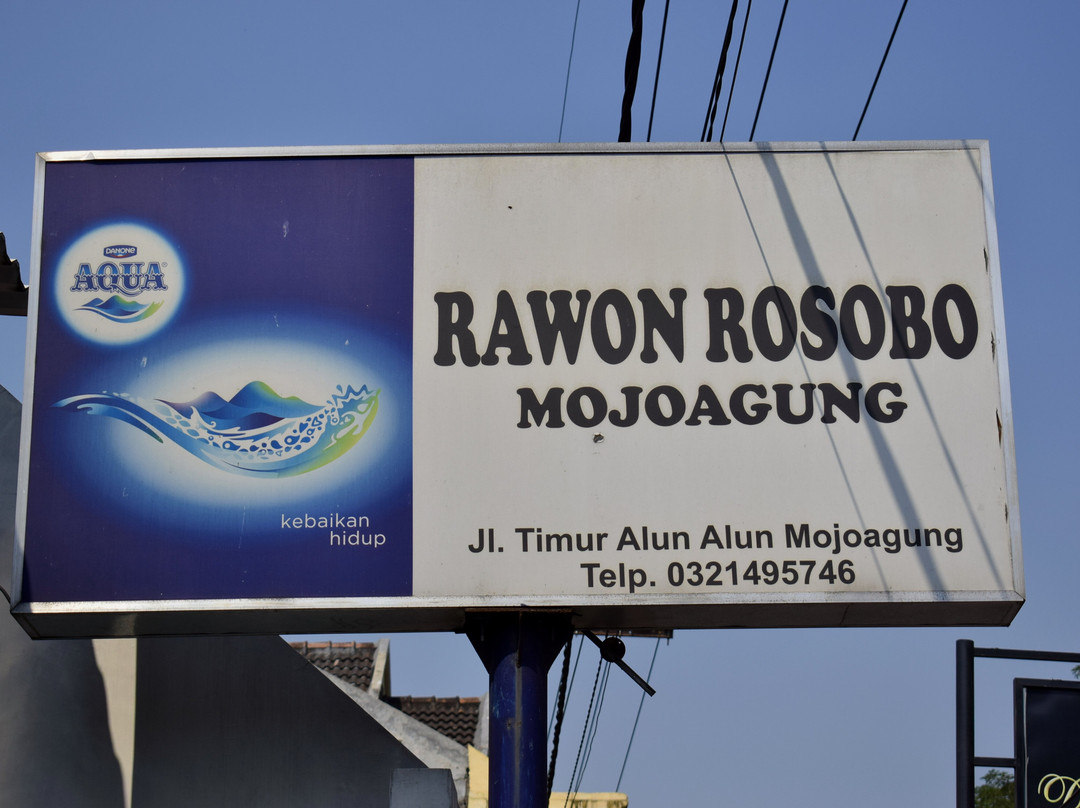 DANONE
AQUA
kebaikan
hidup
RAWON ROSOBO
MOJOAGUNG
Jl. Timur Alun Alun Mojoagung
Telp. 0321495746